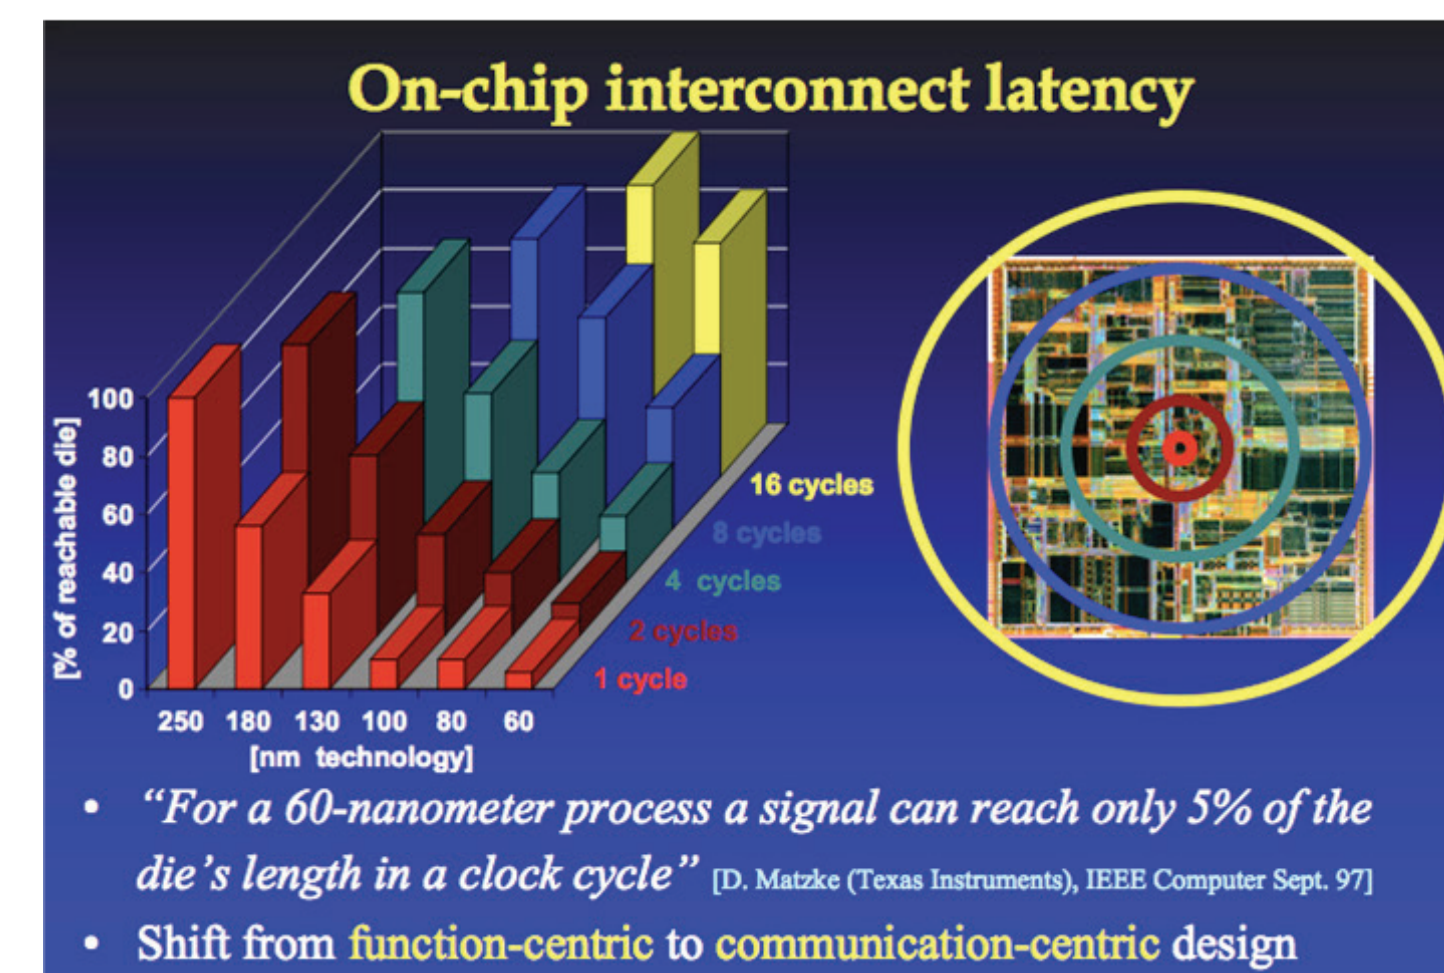 On-chip interconnect latency
[% of reachable die]
100
80
60
40
20
0
16 cycles
8 cycles
4 cycles
2 cycles
1 cycle
250 180 130 100 80 60
[nm technology]
• “For a 60-nanometer process a signal can reach only 5% of the
die’s length in a clock cycle” [D. Matzke (Texas Instruments), IEEE Computer Sept. 97]
• Shift from function-centric to communication-centric design